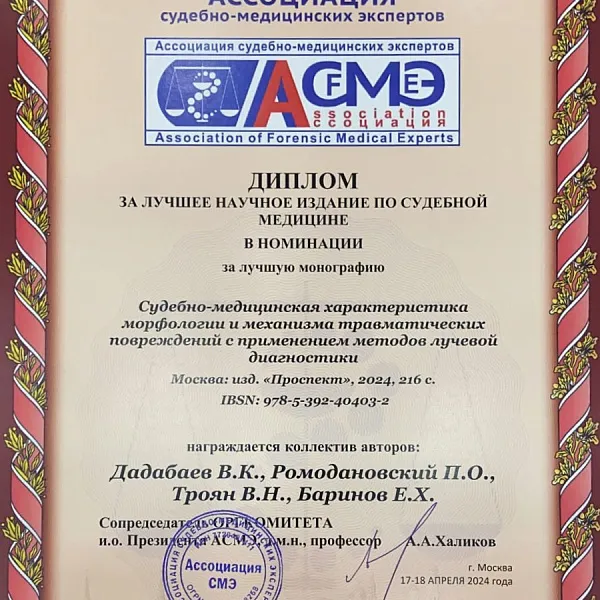 АССОЦИАЦИЯ
судебно-медицинских экспертов
Ассоциация судебно-медицинских экспертов
АСМЭ
FE
ssociation
ссоциация
Association of Forensic Medical Experts
ДИПЛОМ
ЗА ЛУЧШЕЕ НАУЧНОЕ ИЗДАНИЕ ПО СУДЕБНОЙ
МЕДИЦИНЕ
В НОМИНАЦИИ
за лучшую монографию
Судебно-медицинская характеристика
морфологии и механизма травматических
повреждений с применением методов лучевой
диагностики
Москва: изд. «Проспект», 2024, 216 с.
IBSN: 978-5-392-40403-2
награждается коллектив авторов:
Дадабаев В.К., Ромодановский П.О.,
Троян В.Н., Баринов Е.Х.
Сопредседатель ОРГКОМИТЕТА
и.о. Президента АСМЭ, д.м.н., профессор А.А.Халиков
Ассоциация
СМЭ
г. Москва
17-18 АПРЕЛЯ 2024 года